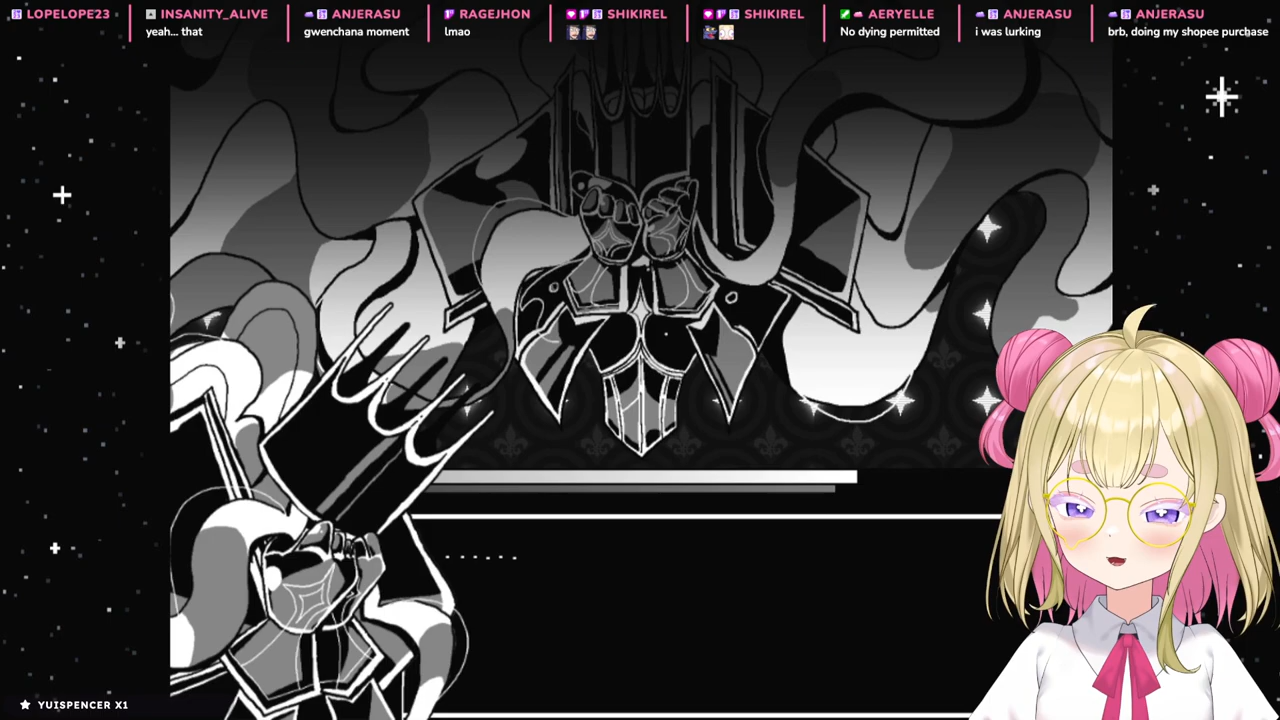 LOPELOPE23
INSANITY_ALIVE
yeah... that
ANJERASU
gwenchana moment
RAGEJHON
lmao
SHIKIREL
SHIKIREL
AERYELLE
No dying permitted
ANJERASU
i was lurking
ANJERASU
brb, doing my shopee purchase
......
YUISPENCER X1